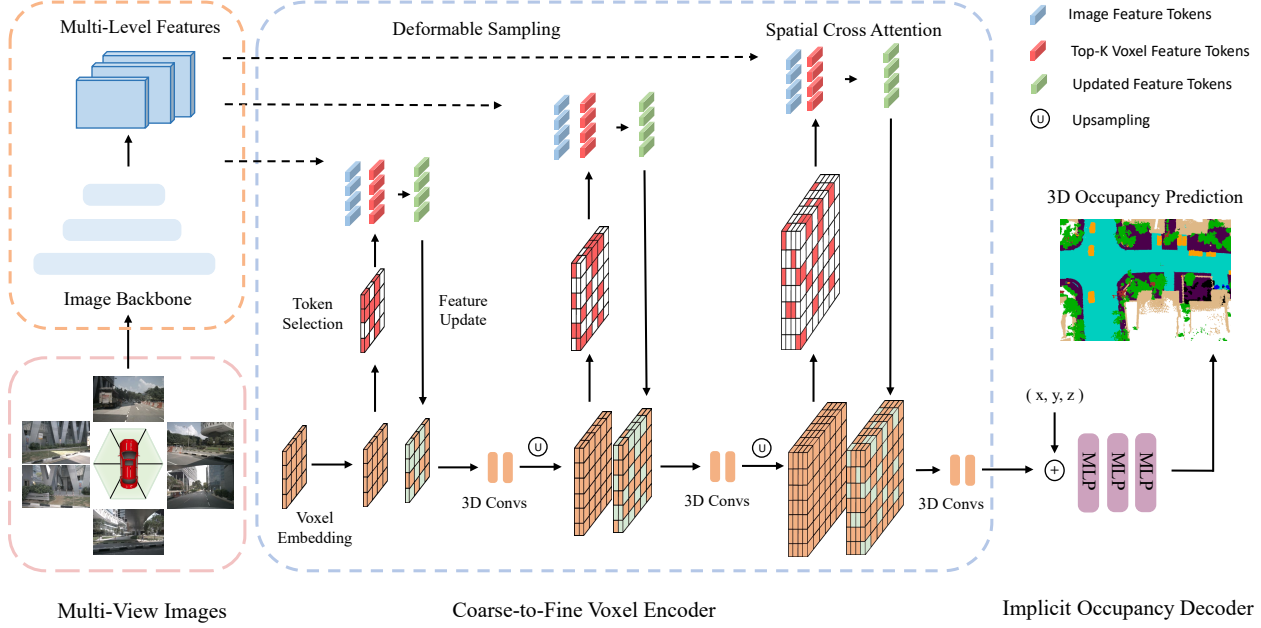 Multi-Level Features
Image Backbone
Multi-View Images
Deformable Sampling
Spatial Cross Attention
Token
Selection
Feature
Update
Voxel
Embedding
3D Convs
U
3D Convs
U
3D Convs
Coarse-to-Fine Voxel Encoder
Image Feature Tokens
Top-K Voxel Feature Tokens
Updated Feature Tokens
U Upsampling
3D Occupancy Prediction
( x, y, z )
+
MLP
MLP
MLP
Implicit Occupancy Decoder